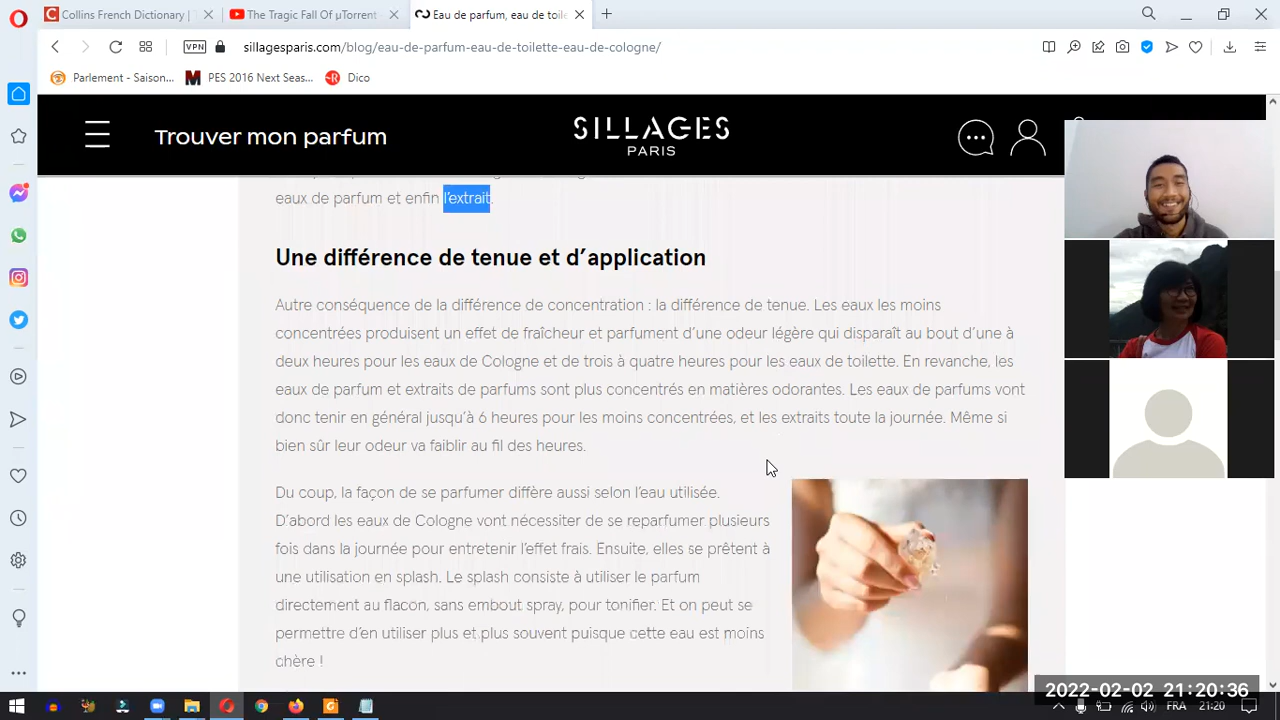 Collins French Dictionary |
The Tragic Fall Of µTorrent -
Eau de parfum, eau de toile
VPN
sillagesparis.com/blog/eau-de-parfum-eau-de-toilette-eau-de-cologne/
Parlement - Saison...
PES 2016 Next Seas...
Dico
Trouver mon parfum
SILLAGES
PARIS
eaux de parfum et enfin l'extrait.
Une différence de tenue et d'application
Autre conséquence de la différence de concentration : la différence de tenue. Les eaux les moins
concentrées produisent un effet de fraîcheur et parfument d'une odeur légère qui disparaît au bout d'une à
deux heures pour les eaux de Cologne et de trois à quatre heures pour les eaux de toilette. En revanche, les
eaux de parfum et extraits de parfums sont plus concentrés en matières odorantes. Les eaux de parfums vont
donc tenir en général jusqu'à 6 heures pour les moins concentrées, et les extraits toute la journée. Même si
bien sûr leur odeur va faiblir au fil des heures.
Du coup, la façon de se parfumer diffère aussi selon l'eau utilisée.
D'abord les eaux de Cologne vont nécessiter de se reparfumer plusieurs
fois dans la journée pour entretenir l'effet frais. Ensuite, elles se prêtent à
une utilisation en splash. Le splash consiste à utiliser le parfum
directement au flacon, sans embout spray, pour tonifier. Et on peut se
permettre d'en utiliser plus et plus souvent puisque cette eau est moins
chère !
2022-02-02 21:20:36
FRA
21:20